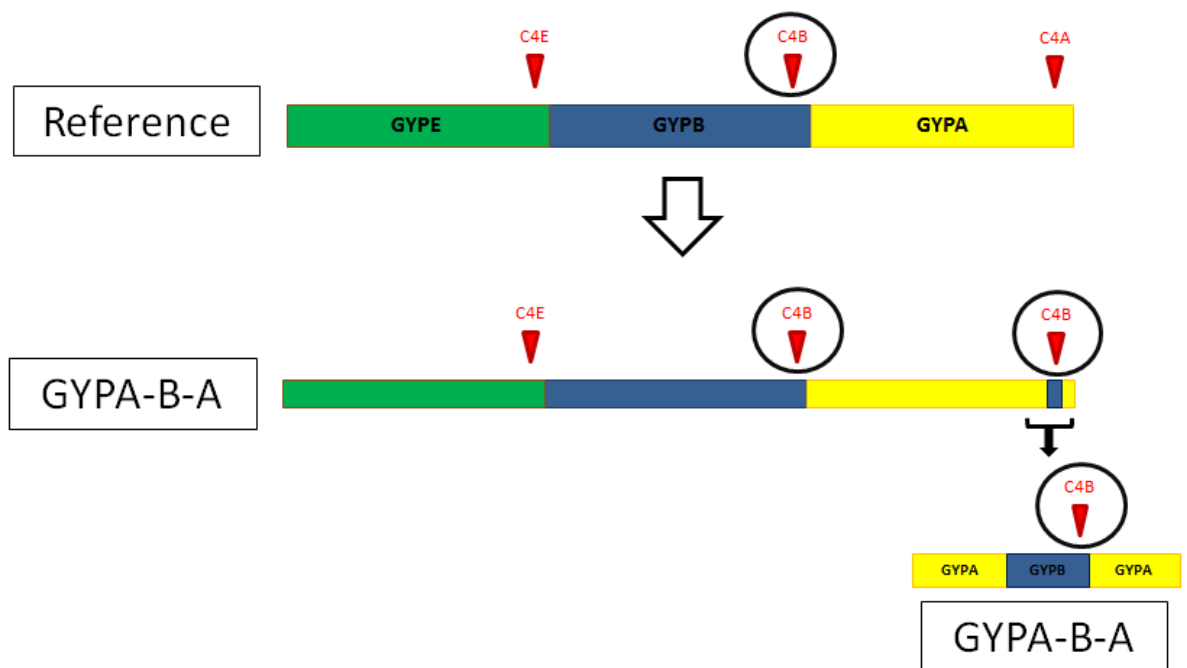 C4E C4B C4A
Reference GYPE GYPB GYPA
C4E C4B C4B
GYPA-B-A
C4B
GYPA GYPB GYPA
GYPA-B-A